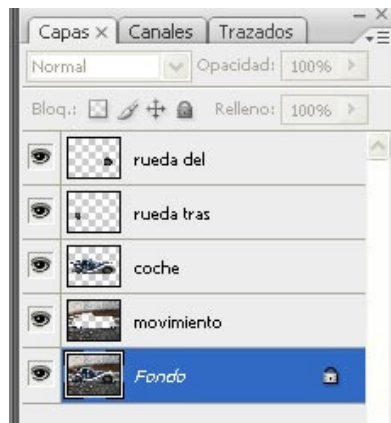 Capas × Canales Trazados
Normal Opacidad: 100%
Bloq.: Relleno: 100%
rueda del
rueda tras
coche
movimiento
Fondo